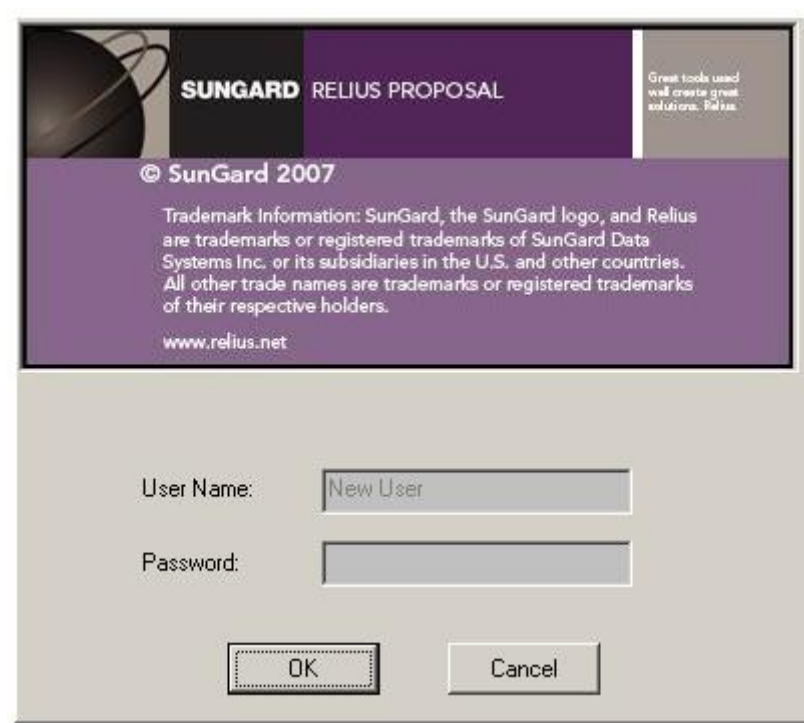 SUNGARD RELIUS PROPOSAL
Great tools used
well create great
solutions. Relius.
© SunGard 2007
Trademark Information: SunGard, the SunGard logo, and Relius
are trademarks or registered trademarks of SunGard Data
Systems Inc. or its subsidiaries in the U.S. and other countries.
All other trade names are trademarks or registered trademarks
of their respective holders.
www.relius.net
User Name: New User
Password:
OK Cancel